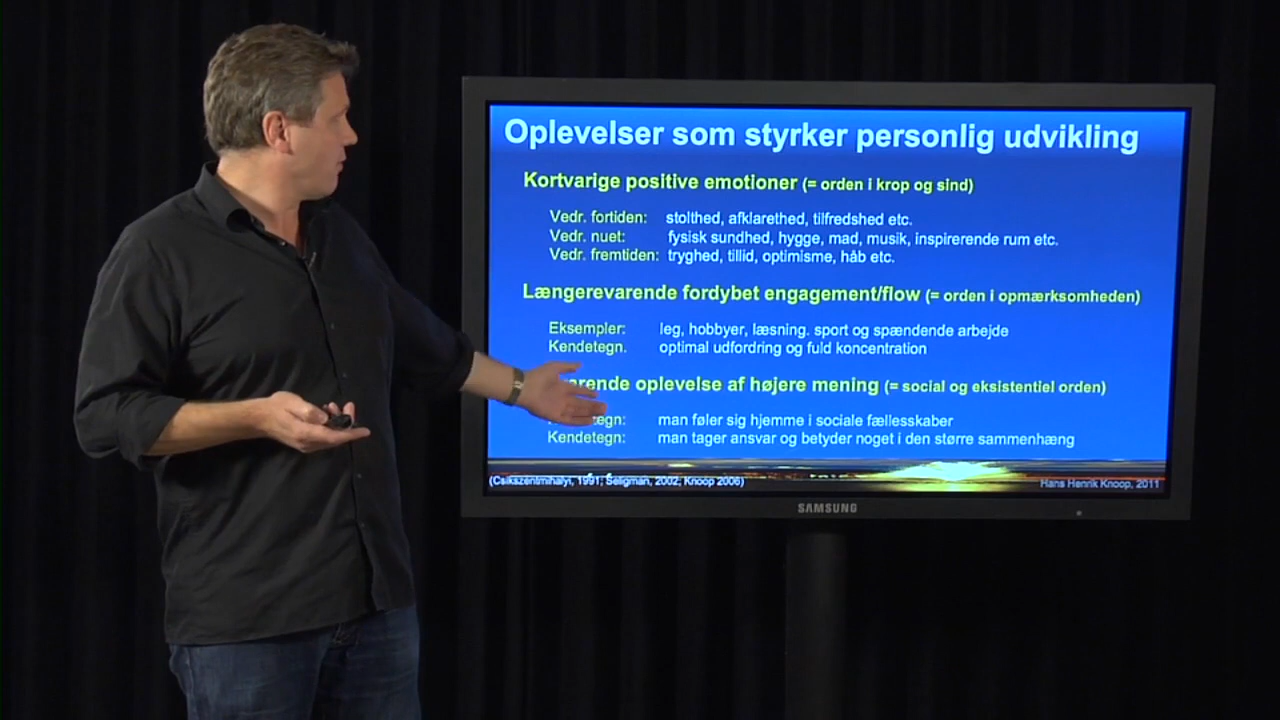 Oplevelser som styrker personlig udvikling
Kortvarige positive emotioner (= orden i krop og sind)
Vedr. fortiden: stolthed, afklarethed, tilfredshed etc.
Vedr. nuet: fysisk sundhed, hygge, mad, musik, inspirerende rum etc.
Vedr. fremtiden: tryghed, tillid, optimisme, håb etc.
Længerevarende fordybet engagement/flow (= orden i opmærksomheden)
Eksempler: leg, hobbyer, læsning. sport og spændende arbejde
Kendetegn. optimal udfordring og fuld koncentration
oplevelse af højere mening (= social og eksistentiel orden)
man føler sig hjemme i sociale fællesskaber
Kendetegn: man tager ansvar og betyder noget i den større sammenhæng
(Csikszentmihalyi, 1991; Seligman, 2002; Knoop 2006)
Hans Henrik Knoop, 2011
SAMSUNG